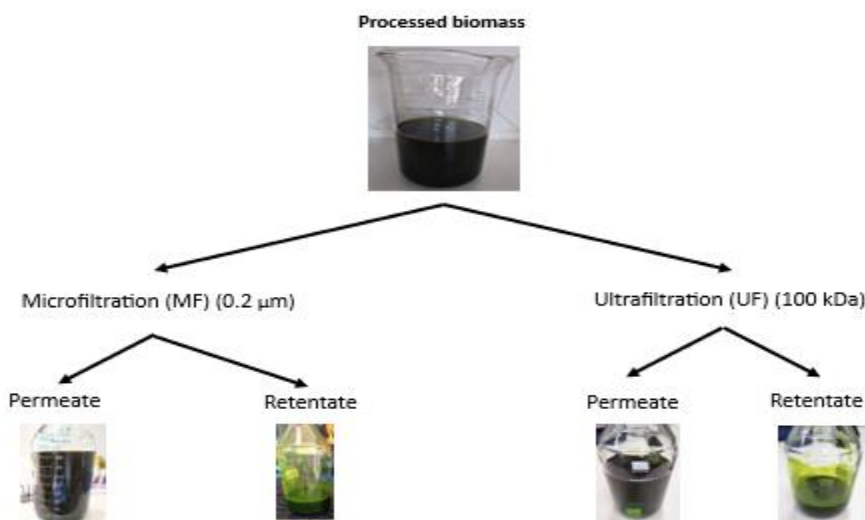 Processed biomass
Microfiltration (MF) (0.2 μm)
Ultrafiltration (UF) (100 kDa)
Permeate
Retentate
Permeate
Retentate